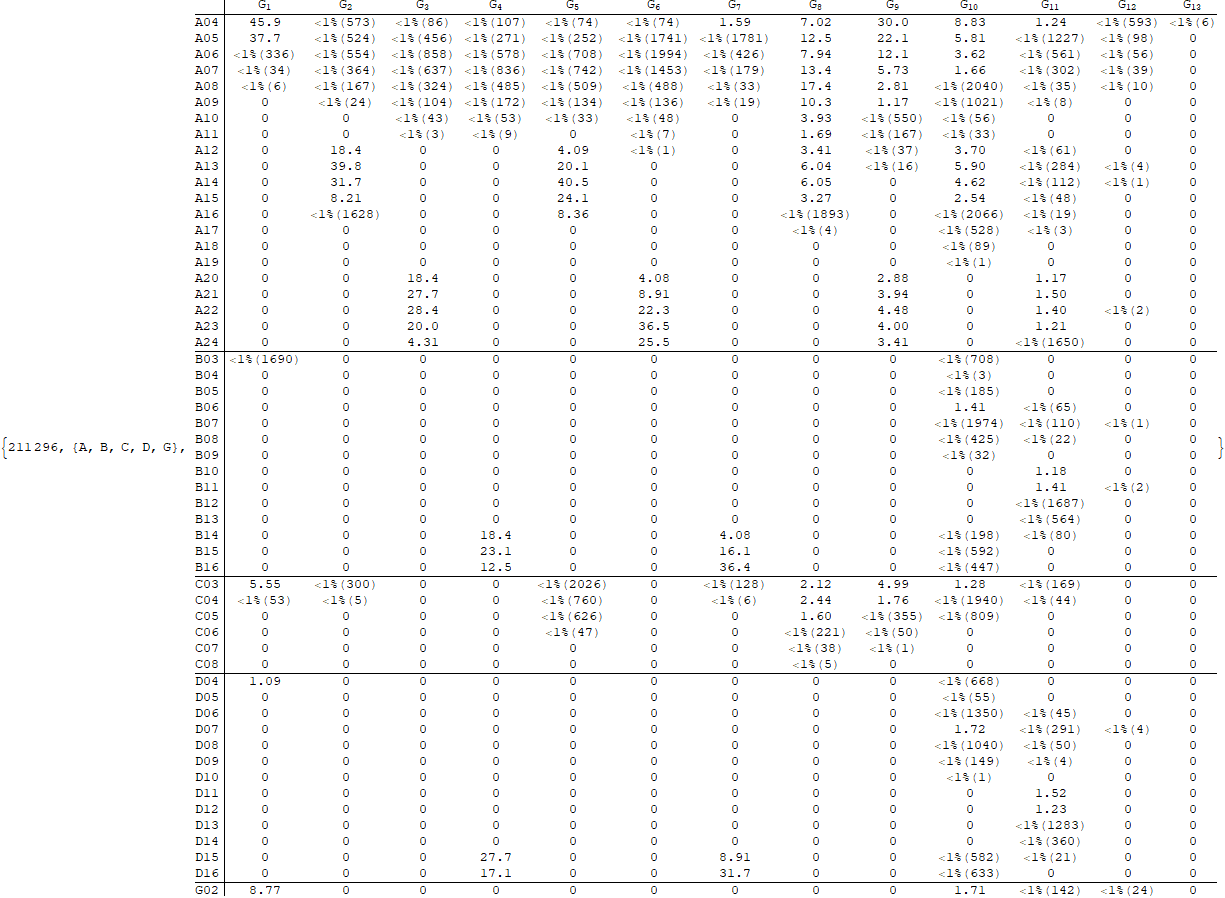 G1 G2 G3 G4 G5 G6 G7 G8 G9 G10 G11 G12 G13
A04 45.9 <1%(573) <1%(86) <1%(107) <1%(74) <1%(74) 1.59 7.02 30.0 8.83 1.24 <1%(593) <1%(6)
A05 37.7 <1%(524) <1%(456) <1%(271) <1%(252) <1%(1741) <1%(1781) 12.5 22.1 5.81 <1%(1227) <1%(98) 0
A06 <1%(336) <1%(554) <1%(858) <1%(578) <1%(708) <1%(1994) <1%(426) 7.94 12.1 3.62 <1%(561) <1%(56) 0
A07 <1%(34) <1%(364) <1%(637) <1%(836) <1%(742) <1%(1453) <1%(179) 13.4 5.73 1.66 <1%(302) <1%(39) 0
A08 <1%(6) <1%(167) <1%(324) <1%(485) <1%(509) <1%(488) <1%(33) 17.4 2.81 <1%(2040) <1%(35) <1%(10) 0
A09 0 <1%(24) <1%(104) <1%(172) <1%(134) <1%(136) <1%(19) 10.3 1.17 <1%(1021) <1%(8) 0 0
A10 0 0 <1%(43) <1%(53) <1%(33) <1%(48) 0 3.93 <1%(550) <1%(56) 0 0 0
A11 0 0 <1%(3) <1%(9) 0 <1%(7) 0 1.69 <1%(167) <1%(33) 0 0 0
A12 0 18.4 0 0 4.09 <1%(1) 0 3.41 <1%(37) 3.70 <1%(61) 0 0
A13 0 39.8 0 0 20.1 0 0 6.04 <1%(16) 5.90 <1%(284) <1%(4) 0
A14 0 31.7 0 0 40.5 0 0 6.05 0 4.62 <1%(112) <1%(1) 0
A15 0 8.21 0 0 24.1 0 0 3.27 0 2.54 <1%(48) 0 0
A16 0 <1%(1628) 0 0 8.36 0 0 <1%(1893) 0 <1%(2066) <1%(19) 0 0
A17 0 0 0 0 0 0 0 <1%(4) 0 <1%(528) <1%(3) 0 0
A18 0 0 0 0 0 0 0 0 0 <1%(89) 0 0 0
A19 0 0 0 0 0 0 0 0 0 <1%(1) 0 0 0
A20 0 0 18.4 0 0 4.08 0 0 2.88 0 1.17 0 0
A21 0 0 27.7 0 0 8.91 0 0 3.94 0 1.50 0 0
A22 0 0 28.4 0 0 22.3 0 0 4.48 0 1.40 <1%(2) 0
A23 0 0 20.0 0 0 36.5 0 0 4.00 0 1.21 0 0
A24 0 0 4.31 0 0 25.5 0 0 3.41 0 <1%(1650) 0 0
B03 <1%(1690) 0 0 0 0 0 0 0 0 <1%(708) 0 0 0
B04 0 0 0 0 0 0 0 0 0 <1%(3) 0 0 0
B05 0 0 0 0 0 0 0 0 0 <1%(185) 0 0 0
B06 0 0 0 0 0 0 0 0 0 1.41 <1%(65) 0 0
B07 0 0 0 0 0 0 0 0 0 <1%(1974) <1%(110) <1%(1) 0
{211296, {A, B, C, D, G}, }
B08 0 0 0 0 0 0 0 0 0 <1%(425) <1%(22) 0 0
B09 0 0 0 0 0 0 0 0 0 <1%(32) 0 0 0
B10 0 0 0 0 0 0 0 0 0 0 1.18 0 0
B11 0 0 0 0 0 0 0 0 0 0 1.41 <1%(2) 0
B12 0 0 0 0 0 0 0 0 0 0 <1%(1687) 0 0
B13 0 0 0 0 0 0 0 0 0 0 <1%(564) 0 0
B14 0 0 0 18.4 0 0 4.08 0 0 <1%(198) <1%(80) 0 0
B15 0 0 0 23.1 0 0 16.1 0 0 <1%(592) 0 0 0
B16 0 0 0 12.5 0 0 36.4 0 0 <1%(447) 0 0 0
C03 5.55 <1%(300) 0 0 <1%(2026) 0 <1%(128) 2.12 4.99 1.28 <1%(169) 0 0
C04 <1%(53) <1%(5) 0 0 <1%(760) 0 <1%(6) 2.44 1.76 <1%(1940) <1%(44) 0 0
C05 0 0 0 0 <1%(626) 0 0 1.60 <1%(355) <1%(809) 0 0 0
C06 0 0 0 0 <1%(47) 0 0 <1%(221) <1%(50) 0 0 0 0
C07 0 0 0 0 0 0 0 <1%(38) <1%(1) 0 0 0 0
C08 0 0 0 0 0 0 0 <1%(5) 0 0 0 0 0
D04 1.09 0 0 0 0 0 0 0 0 <1%(668) 0 0 0
D05 0 0 0 0 0 0 0 0 0 <1%(55) 0 0 0
D06 0 0 0 0 0 0 0 0 0 <1%(1350) <1%(45) 0 0
D07 0 0 0 0 0 0 0 0 0 1.72 <1%(291) <1%(4) 0
D08 0 0 0 0 0 0 0 0 0 <1%(1040) <1%(50) 0 0
D09 0 0 0 0 0 0 0 0 0 <1%(149) <1%(4) 0 0
D10 0 0 0 0 0 0 0 0 0 <1%(1) 0 0 0
D11 0 0 0 0 0 0 0 0 0 0 1.52 0 0
D12 0 0 0 0 0 0 0 0 0 0 1.23 0 0
D13 0 0 0 0 0 0 0 0 0 0 <1%(1283) 0 0
D14 0 0 0 0 0 0 0 0 0 0 <1%(360) 0 0
D15 0 0 0 27.7 0 0 8.91 0 0 <1%(582) <1%(21) 0 0
D16 0 0 0 17.1 0 0 31.7 0 0 <1%(633) 0 0 0
G02 8.77 0 0 0 0 0 0 0 0 1.71 <1%(142) <1%(24) 0